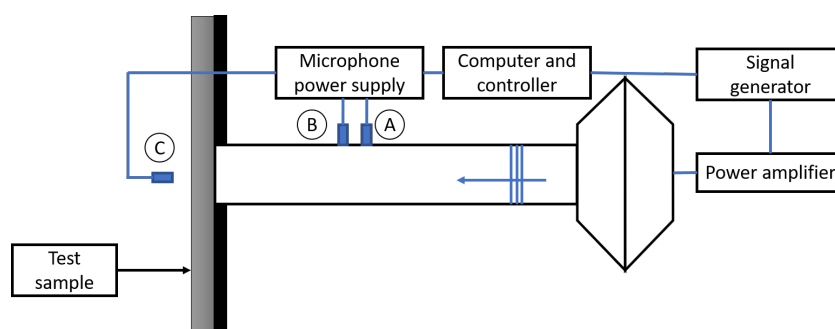 Microphone
power supply
Computer and
controller
Signal
generator
B
A
C
Power amplifier
Test
sample